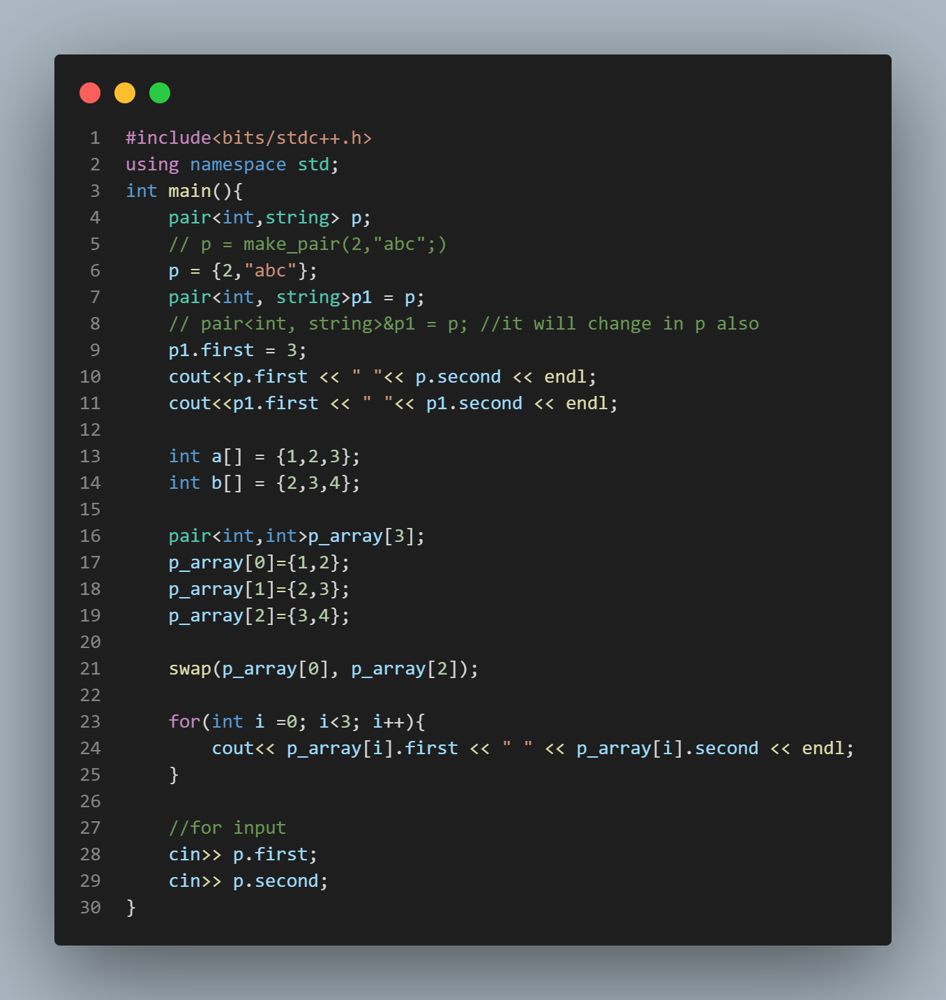 1 #include<bits/stdc++.h>
2 using namespace std;
3 int main(){
4     pair<int,string> p;
5     // p = make_pair(2,"abc";)
6     p = {2,"abc"};
7     pair<int, string>p1 = p;
8     // pair<int, string>&p1 = p; //it will change in p also
9     p1.first = 3;
10     cout<<p.first << " "<< p.second << endl;
11     cout<<p1.first << " "<< p1.second << endl;
12
13     int a[] = {1,2,3};
14     int b[] = {2,3,4};
15
16     pair<int,int>p_array[3];
17     p_array[0]={1,2};
18     p_array[1]={2,3};
19     p_array[2]={3,4};
20
21     swap(p_array[0], p_array[2]);
22
23     for(int i =0; i<3; i++){
24         cout<< p_array[i].first << " " << p_array[i].second << endl;
25     }
26
27     //for input
28     cin>> p.first;
29     cin>> p.second;
30 }